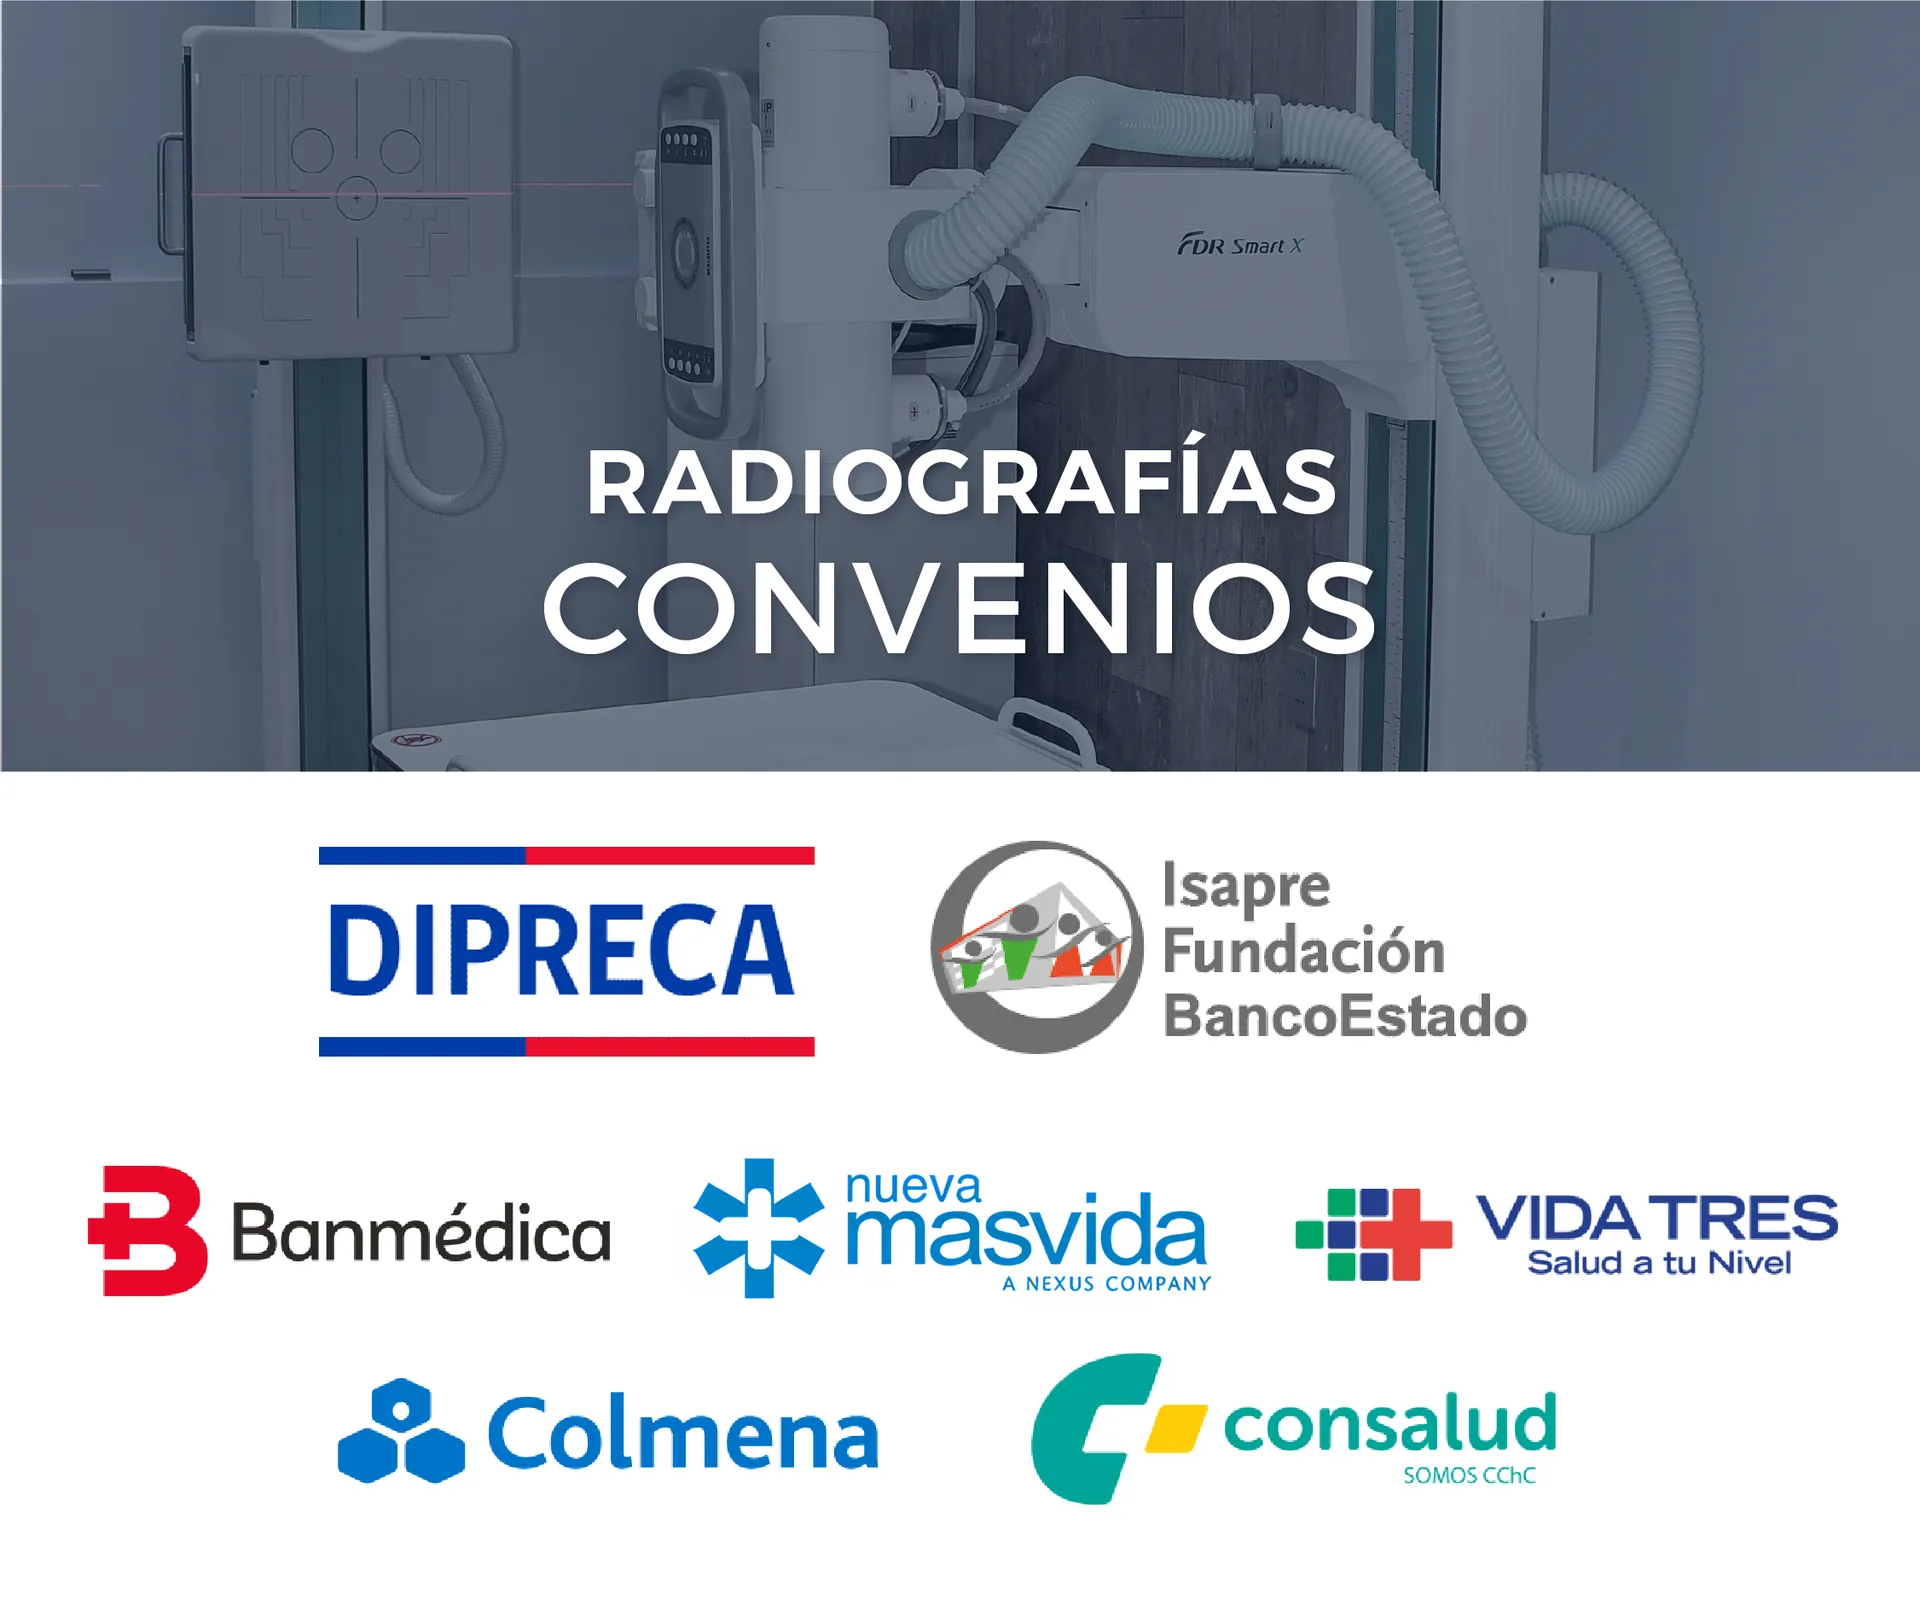 FDR Smart X
RADIOGRAFÍAS
CONVENIOS
DIPRECA
Isapre
Fundación
BancoEstado
Banmédica
nueva
masvida
A NEXUS COMPANY
VIDA TRES
Salud a tu Nivel
Colmena
consalud
SOMOS CChC